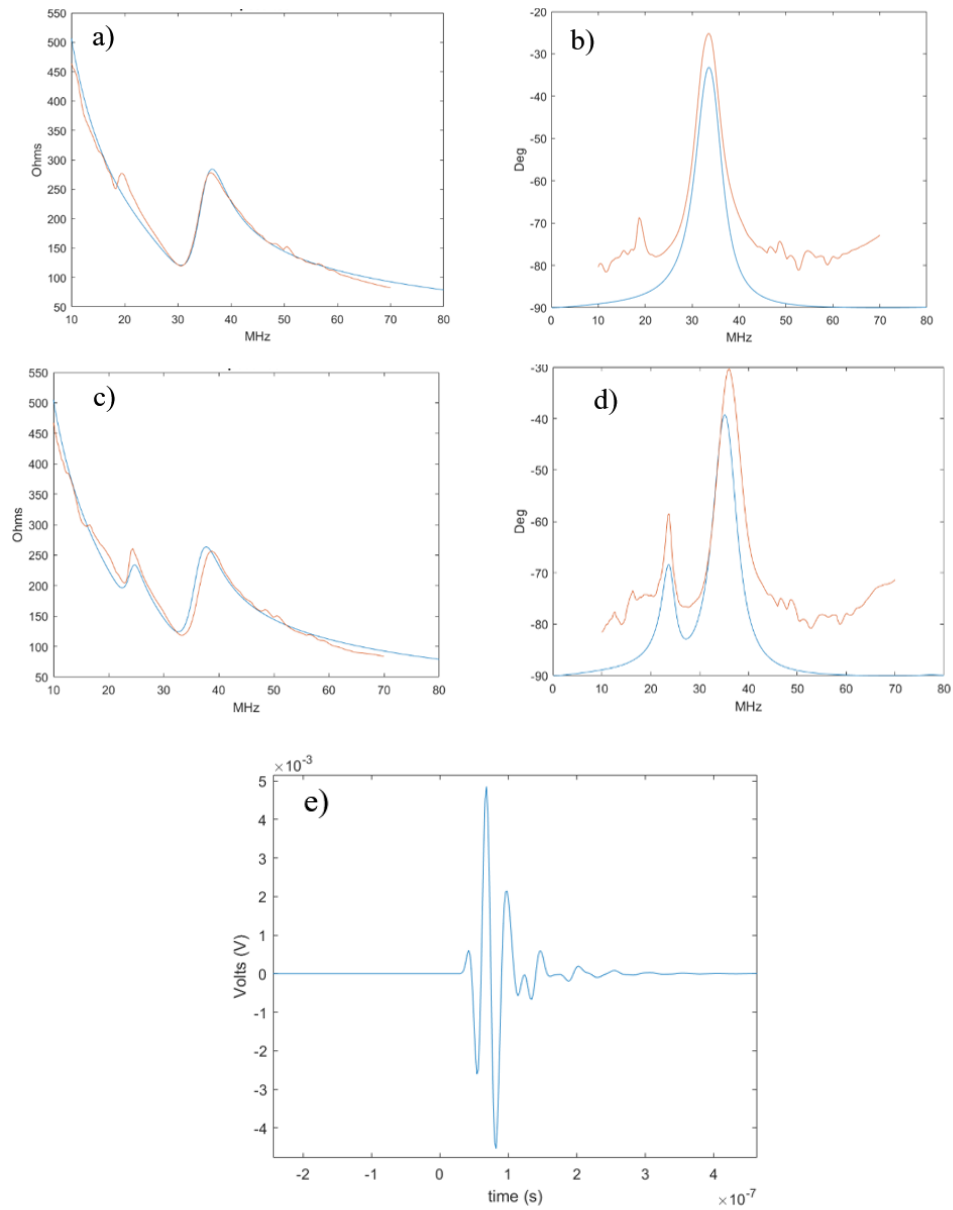 a)
550
500
450
400
350
300
250
200
150
100
50
Ohms
10 20 30 40 50 60 70 80
MHz
b)
-20
-30
-40
-50
-60
-70
-80
-90
Deg
0 10 20 30 40 50 60 70 80
MHz
c)
550
500
450
400
350
300
250
200
150
100
50
Ohms
10 20 30 40 50 60 70 80
MHz
d)
-30
-40
-50
-60
-70
-80
-90
Deg
0 10 20 30 40 50 60 70 80
MHz
×10⁻³
e)
5
4
3
2
1
0
-1
-2
-3
-4
Volts (V)
-2 -1 0 1 2 3 4
time (s)
×10⁻⁷